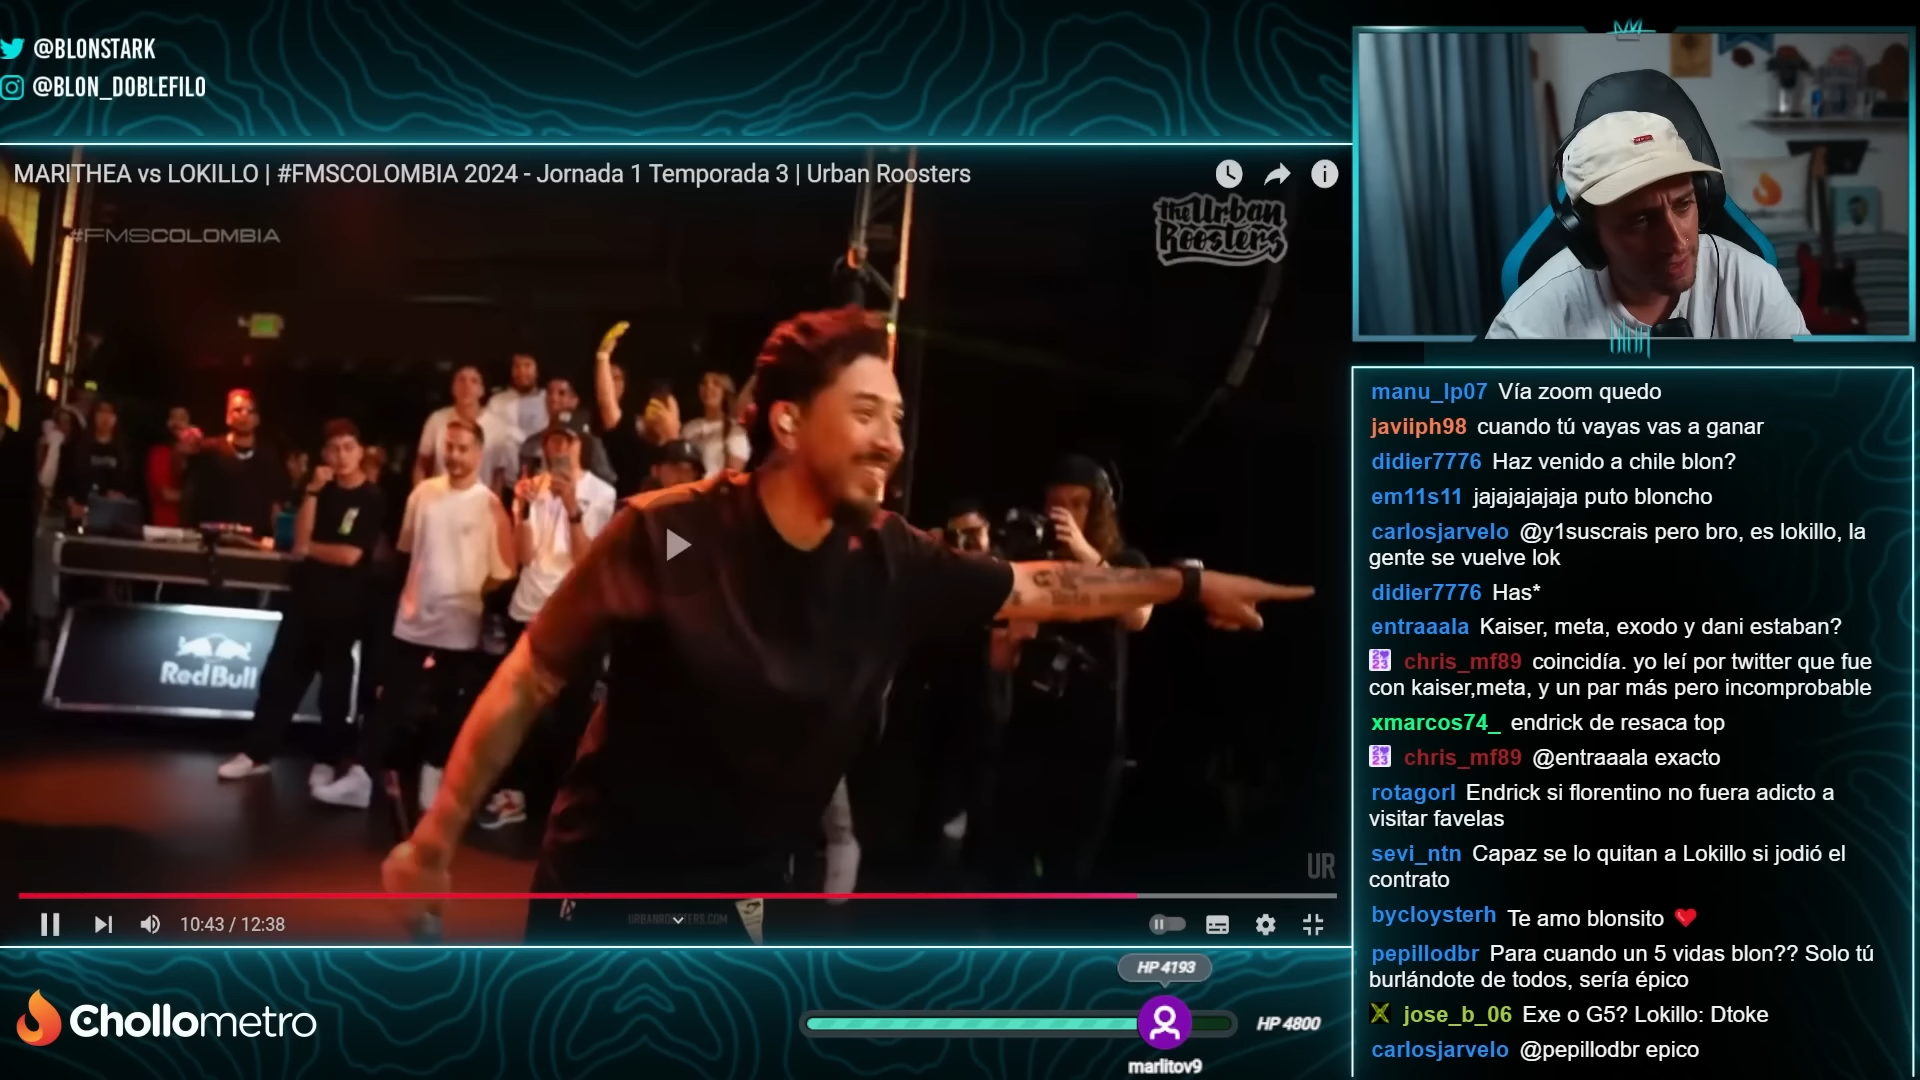 @BLONSTARK
@BLON_DOBLEFILO
MARITHEA vs LOKILLO | #FMSCOLOMBIA 2024 - Jornada 1 Temporada 3 | Urban Roosters
#FMSCOLOMBIA
the Urban
Roosters
Red Bull
UR
URBANROOSTERS.COM
10:43 / 12:38
Chollometro
HP 4193
HP 4800
marlitov9
manu_lp07 Vía zoom quedo
javiiph98 cuando tú vayas vas a ganar
didier7776 Haz venido a chile blon?
em11s11 jajajajajaja puto bloncho
carlosjarvelo @y1suscrais pero bro, es lokillo, la
gente se vuelve lok
didier7776 Has*
entraaala Kaiser, meta, exodo y dani estaban?
chris_mf89 coincidía. yo leí por twitter que fue
con kaiser,meta, y un par más pero incomprobable
xmarcos74_ endrick de resaca top
chris_mf89 @entraaala exacto
rotagorl Endrick si florentino no fuera adicto a
visitar favelas
sevi_ntn Capaz se lo quitan a Lokillo si jodió el
contrato
bycloysterh Te amo blonsito
pepillodbr Para cuando un 5 vidas blon?? Solo tú
burlándote de todos, sería épico
jose_b_06 Exe o G5? Lokillo: Dtoke
carlosjarvelo @pepillodbr epico